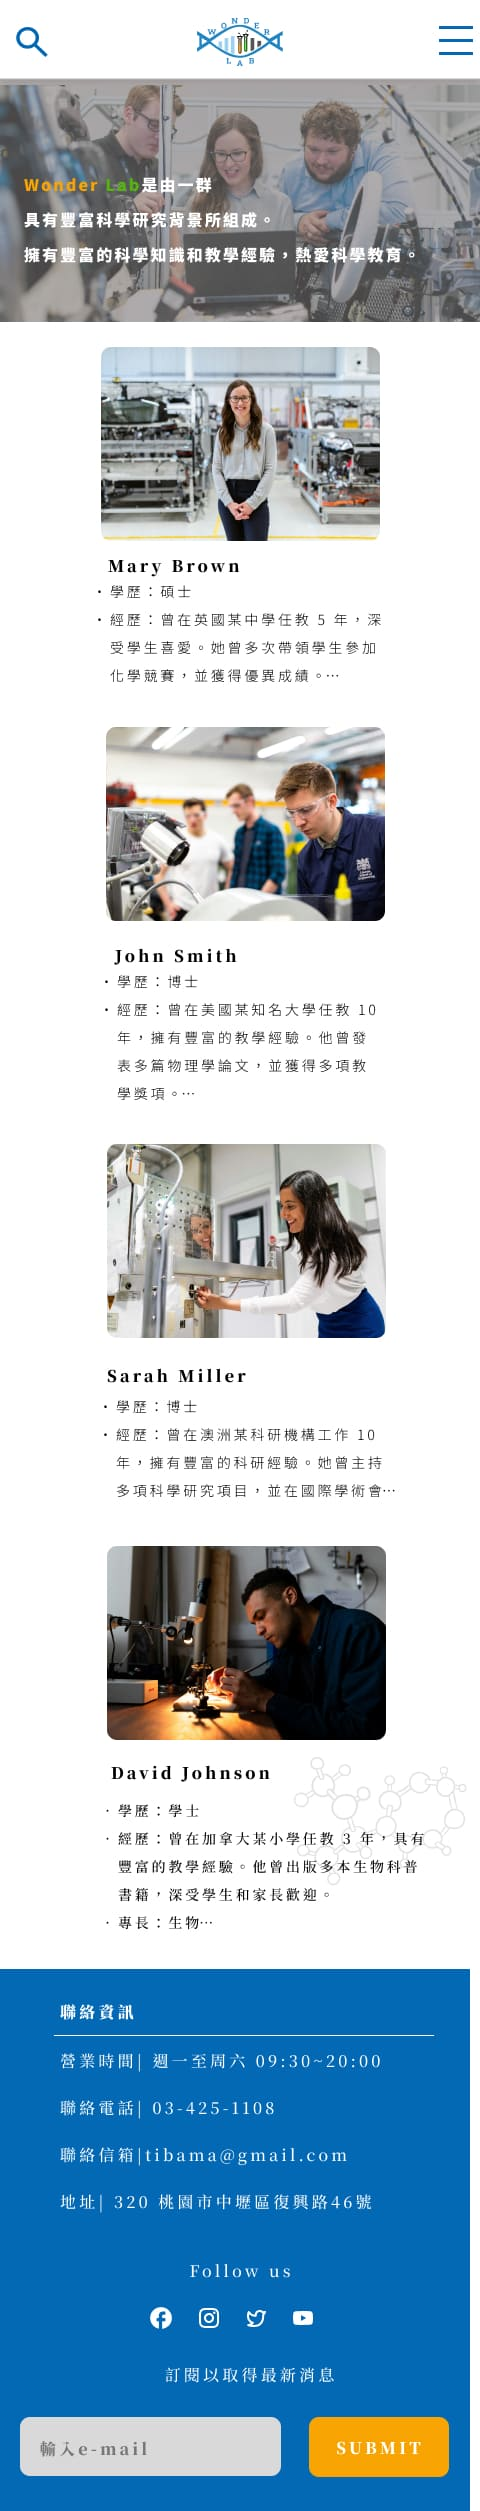 WONDER
LAB
Wonder Lab是由一群
具有豐富科學研究背景所組成。
擁有豐富的科學知識和教學經驗，熱愛科學教育。
Mary Brown
・學歷：碩士
・經歷：曾在英國某中學任教 5 年，深
受學生喜愛。她曾多次帶領學生參加
化學競賽，並獲得優異成績。…
John Smith
・學歷：博士
・經歷：曾在美國某知名大學任教 10
年，擁有豐富的教學經驗。他曾發
表多篇物理學論文，並獲得多項教
學獎項。…
Sarah Miller
・學歷：博士
・經歷：曾在澳洲某科研機構工作 10
年，擁有豐富的科研經驗。她曾主持
多項科學研究項目，並在國際學術會…
David Johnson
· 學歷：學士
· 經歷：曾在加拿大某小學任教 3 年，具有
豐富的教學經驗。他曾出版多本生物科普
書籍，深受學生和家長歡迎。
· 專長：生物…
聯絡資訊
營業時間| 週一至周六 09:30~20:00
聯絡電話| 03-425-1108
聯絡信箱|tibama@gmail.com
地址| 320 桃園市中壢區復興路46號
Follow us
訂閱以取得最新消息
輸入e-mail
SUBMIT